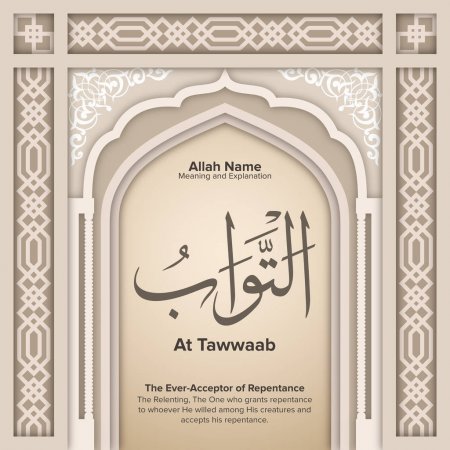 Allah Name
Meaning and Explanation
التَّوَابُ
At Tawwaab
The Ever-Acceptor of Repentance
The Relenting, The One who grants repentance
to whoever He willed among His creatures and
accepts his repentance.